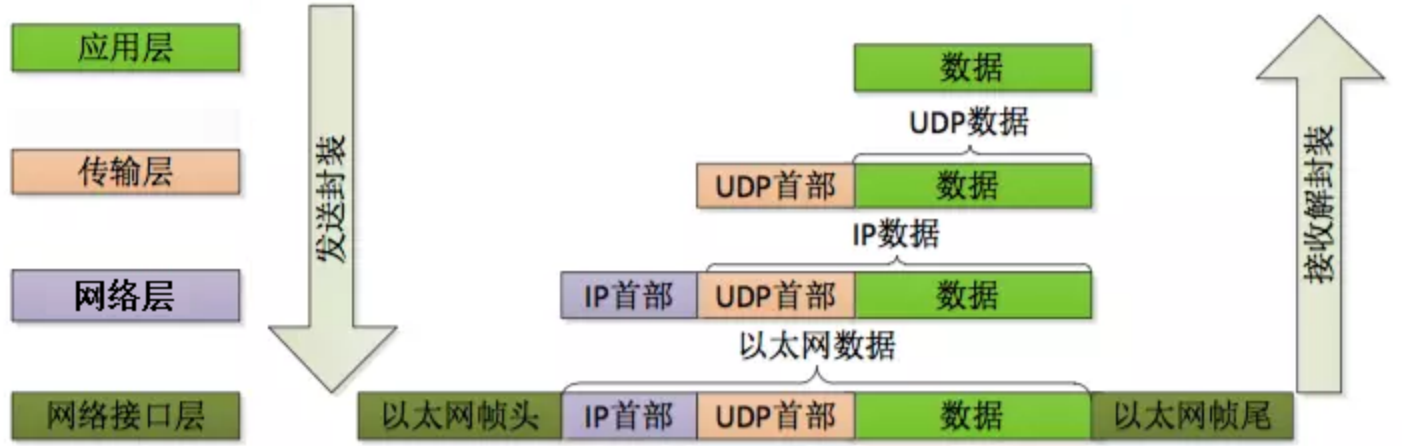 应用层
数据
UDP数据
传输层
UDP首部 数据
IP数据
网络层
IP首部 UDP首部 数据
以太网数据
网络接口层
以太网帧头 IP首部 UDP首部 数据 以太网帧尾
发送封装
接收解封装